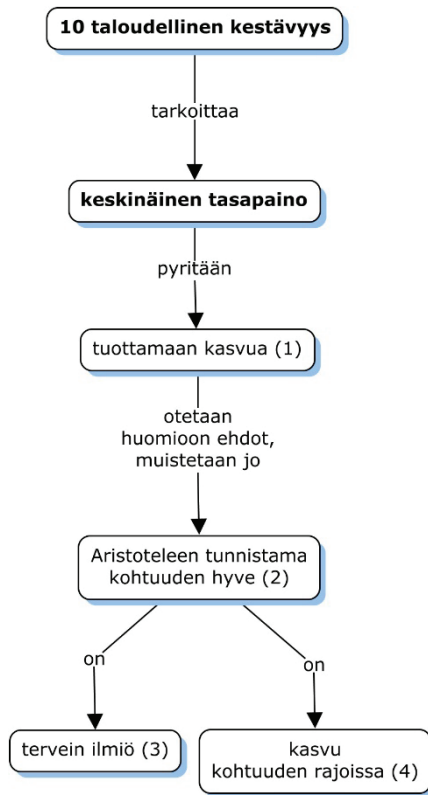 10 taloudellinen kestävyys
tarkoittaa
keskinäinen tasapaino
pyritään
tuottamaan kasvua (1)
otetaan
huomioon ehdot,
muistetaan jo
Aristoteleen tunnistama
kohtuuden hyve (2)
on
on
tervein ilmiö (3)
kasvu
kohtuuden rajoissa (4)